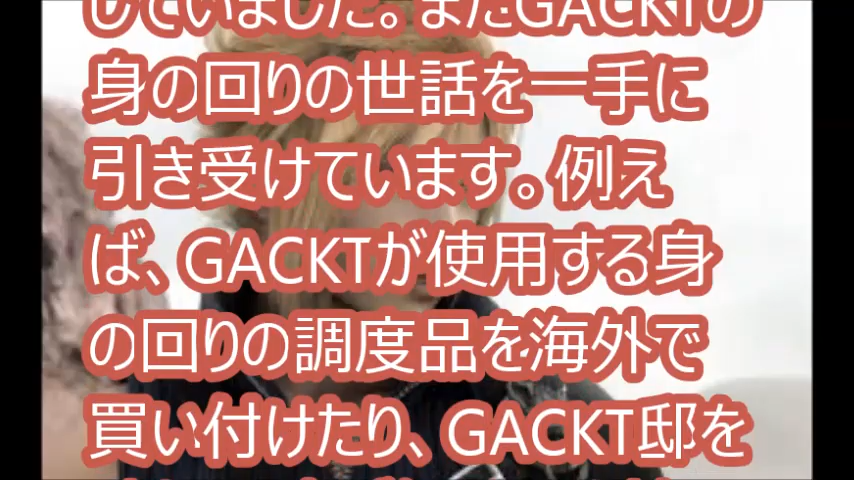 していました。またGACKTの
身の回りの世話を一手に
引き受けています。例え
ば、GACKTが使用する身
の回りの調度品を海外で
買い付けたり、GACKT邸を